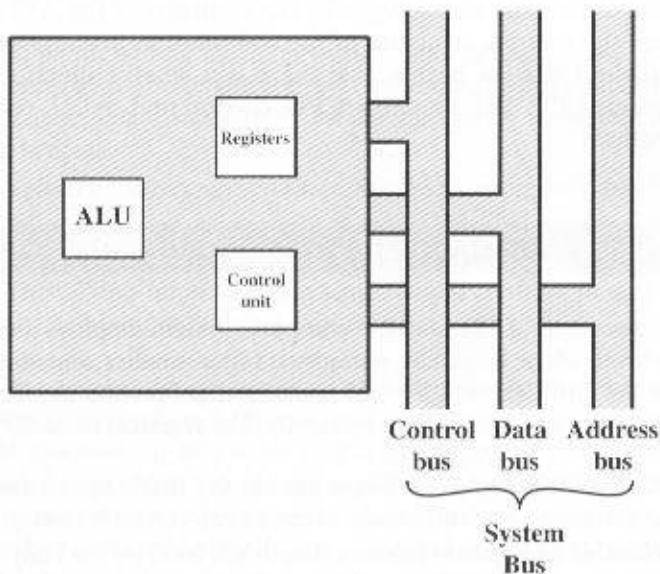 Registers
ALU
Control
unit
Control Data Address
bus bus bus
System
Bus